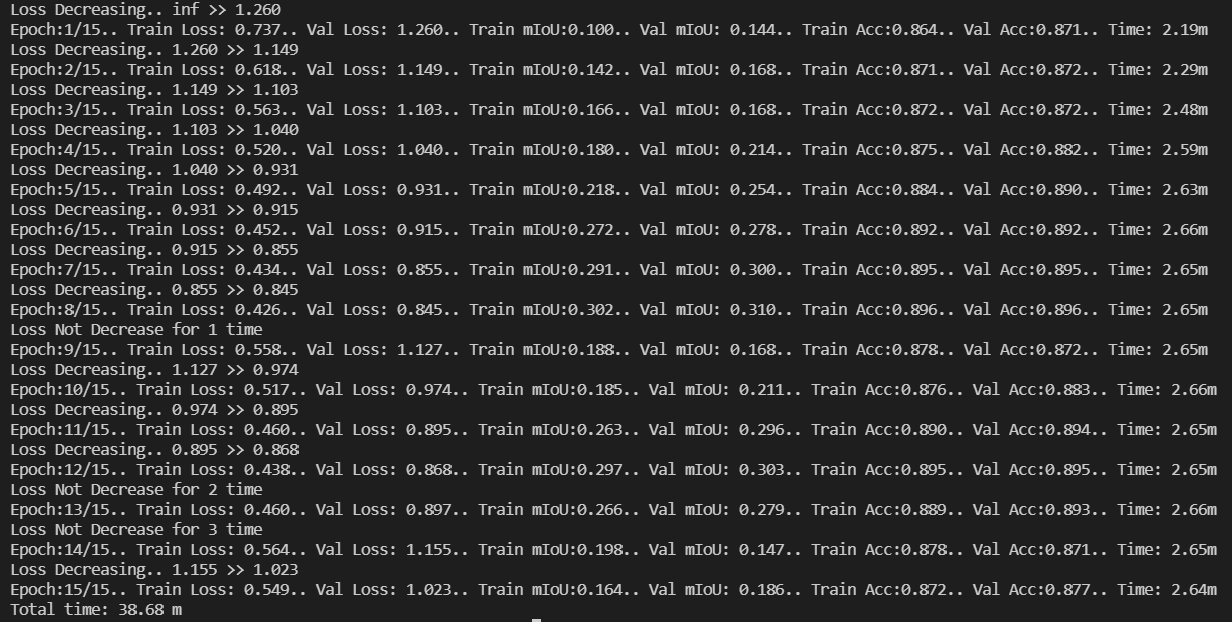 Loss Decreasing.. inf >> 1.260
Epoch:1/15.. Train Loss: 0.737.. Val Loss: 1.260.. Train mIoU:0.100.. Val mIoU: 0.144.. Train Acc:0.864.. Val Acc:0.871.. Time: 2.19m
Loss Decreasing.. 1.260 >> 1.149
Epoch:2/15.. Train Loss: 0.618.. Val Loss: 1.149.. Train mIoU:0.142.. Val mIoU: 0.168.. Train Acc:0.871.. Val Acc:0.872.. Time: 2.29m
Loss Decreasing.. 1.149 >> 1.103
Epoch:3/15.. Train Loss: 0.563.. Val Loss: 1.103.. Train mIoU:0.166.. Val mIoU: 0.168.. Train Acc:0.872.. Val Acc:0.872.. Time: 2.48m
Loss Decreasing.. 1.103 >> 1.040
Epoch:4/15.. Train Loss: 0.520.. Val Loss: 1.040.. Train mIoU:0.180.. Val mIoU: 0.214.. Train Acc:0.875.. Val Acc:0.882.. Time: 2.59m
Loss Decreasing.. 1.040 >> 0.931
Epoch:5/15.. Train Loss: 0.492.. Val Loss: 0.931.. Train mIoU:0.218.. Val mIoU: 0.254.. Train Acc:0.884.. Val Acc:0.890.. Time: 2.63m
Loss Decreasing.. 0.931 >> 0.915
Epoch:6/15.. Train Loss: 0.452.. Val Loss: 0.915.. Train mIoU:0.272.. Val mIoU: 0.278.. Train Acc:0.892.. Val Acc:0.892.. Time: 2.66m
Loss Decreasing.. 0.915 >> 0.855
Epoch:7/15.. Train Loss: 0.434.. Val Loss: 0.855.. Train mIoU:0.291.. Val mIoU: 0.300.. Train Acc:0.895.. Val Acc:0.895.. Time: 2.65m
Loss Decreasing.. 0.855 >> 0.845
Epoch:8/15.. Train Loss: 0.426.. Val Loss: 0.845.. Train mIoU:0.302.. Val mIoU: 0.310.. Train Acc:0.896.. Val Acc:0.896.. Time: 2.65m
Loss Not Decrease for 1 time
Epoch:9/15.. Train Loss: 0.558.. Val Loss: 1.127.. Train mIoU:0.188.. Val mIoU: 0.168.. Train Acc:0.878.. Val Acc:0.872.. Time: 2.65m
Loss Decreasing.. 1.127 >> 0.974
Epoch:10/15.. Train Loss: 0.517.. Val Loss: 0.974.. Train mIoU:0.185.. Val mIoU: 0.211.. Train Acc:0.876.. Val Acc:0.883.. Time: 2.66m
Loss Decreasing.. 0.974 >> 0.895
Epoch:11/15.. Train Loss: 0.460.. Val Loss: 0.895.. Train mIoU:0.263.. Val mIoU: 0.296.. Train Acc:0.890.. Val Acc:0.894.. Time: 2.65m
Loss Decreasing.. 0.895 >> 0.868
Epoch:12/15.. Train Loss: 0.438.. Val Loss: 0.868.. Train mIoU:0.297.. Val mIoU: 0.303.. Train Acc:0.895.. Val Acc:0.895.. Time: 2.65m
Loss Not Decrease for 2 time
Epoch:13/15.. Train Loss: 0.460.. Val Loss: 0.897.. Train mIoU:0.266.. Val mIoU: 0.279.. Train Acc:0.889.. Val Acc:0.893.. Time: 2.66m
Loss Not Decrease for 3 time
Epoch:14/15.. Train Loss: 0.564.. Val Loss: 1.155.. Train mIoU:0.198.. Val mIoU: 0.147.. Train Acc:0.878.. Val Acc:0.871.. Time: 2.65m
Loss Decreasing.. 1.155 >> 1.023
Epoch:15/15.. Train Loss: 0.549.. Val Loss: 1.023.. Train mIoU:0.164.. Val mIoU: 0.186.. Train Acc:0.872.. Val Acc:0.877.. Time: 2.64m
Total time: 38.68 m